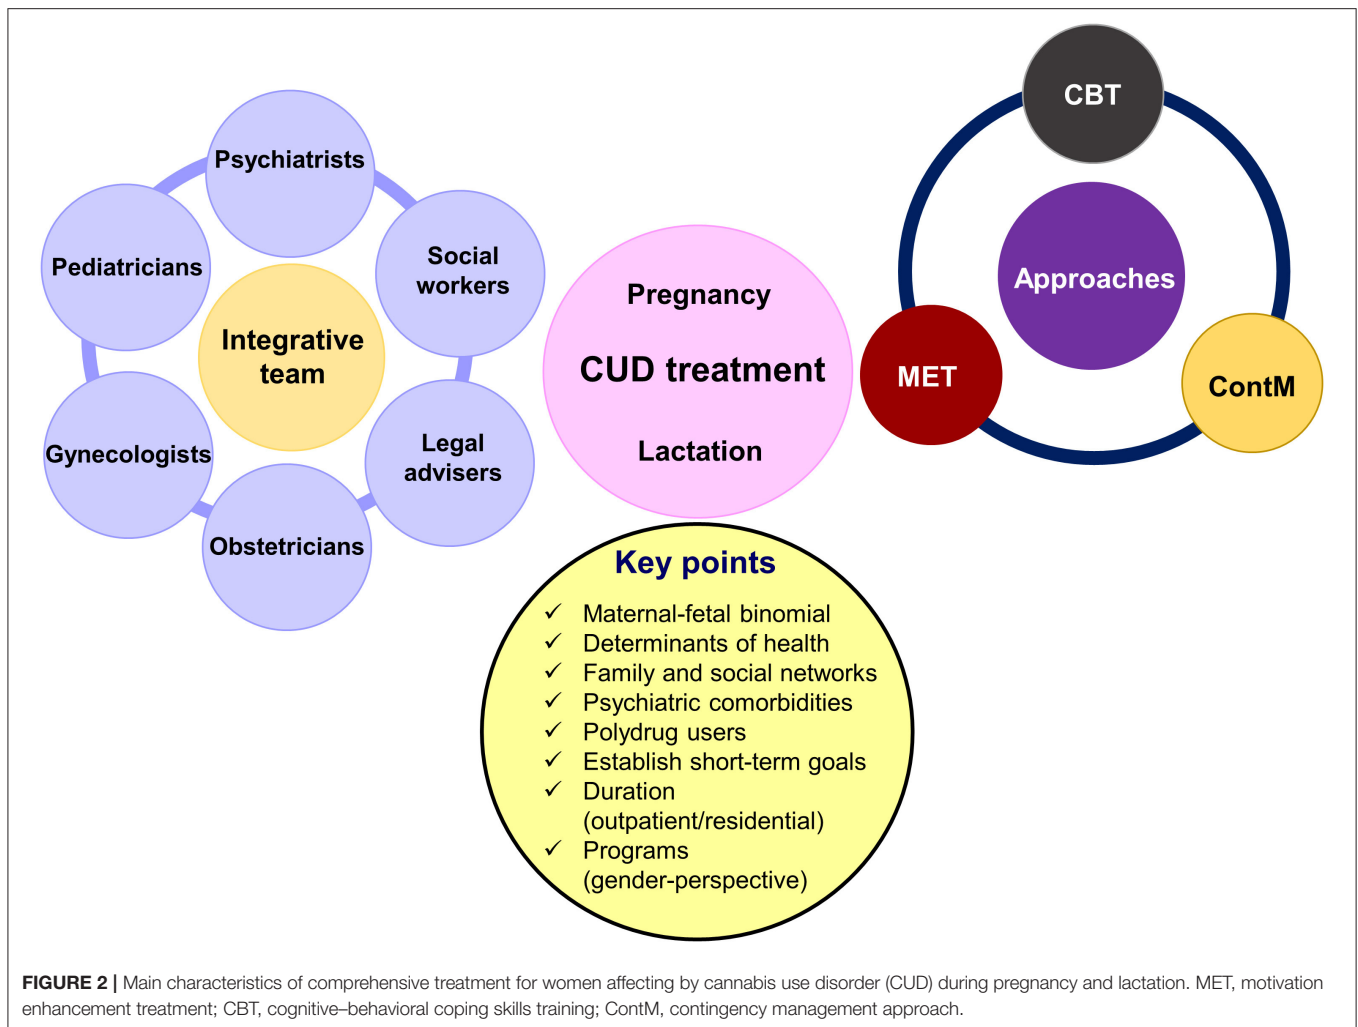 Psychiatrists
Pediatricians
Social
workers
Integrative
team
Gynecologists
Legal
advisers
Obstetricians
Pregnancy
CUD treatment
Lactation
CBT
Approaches
MET
ContM
Key points
✓ Maternal-fetal binomial
✓ Determinants of health
✓ Family and social networks
✓ Psychiatric comorbidities
✓ Polydrug users
✓ Establish short-term goals
✓ Duration
(outpatient/residential)
✓ Programs
(gender-perspective)
FIGURE 2 | Main characteristics of comprehensive treatment for women affecting by cannabis use disorder (CUD) during pregnancy and lactation. MET, motivation
enhancement treatment; CBT, cognitive–behavioral coping skills training; ContM, contingency management approach.